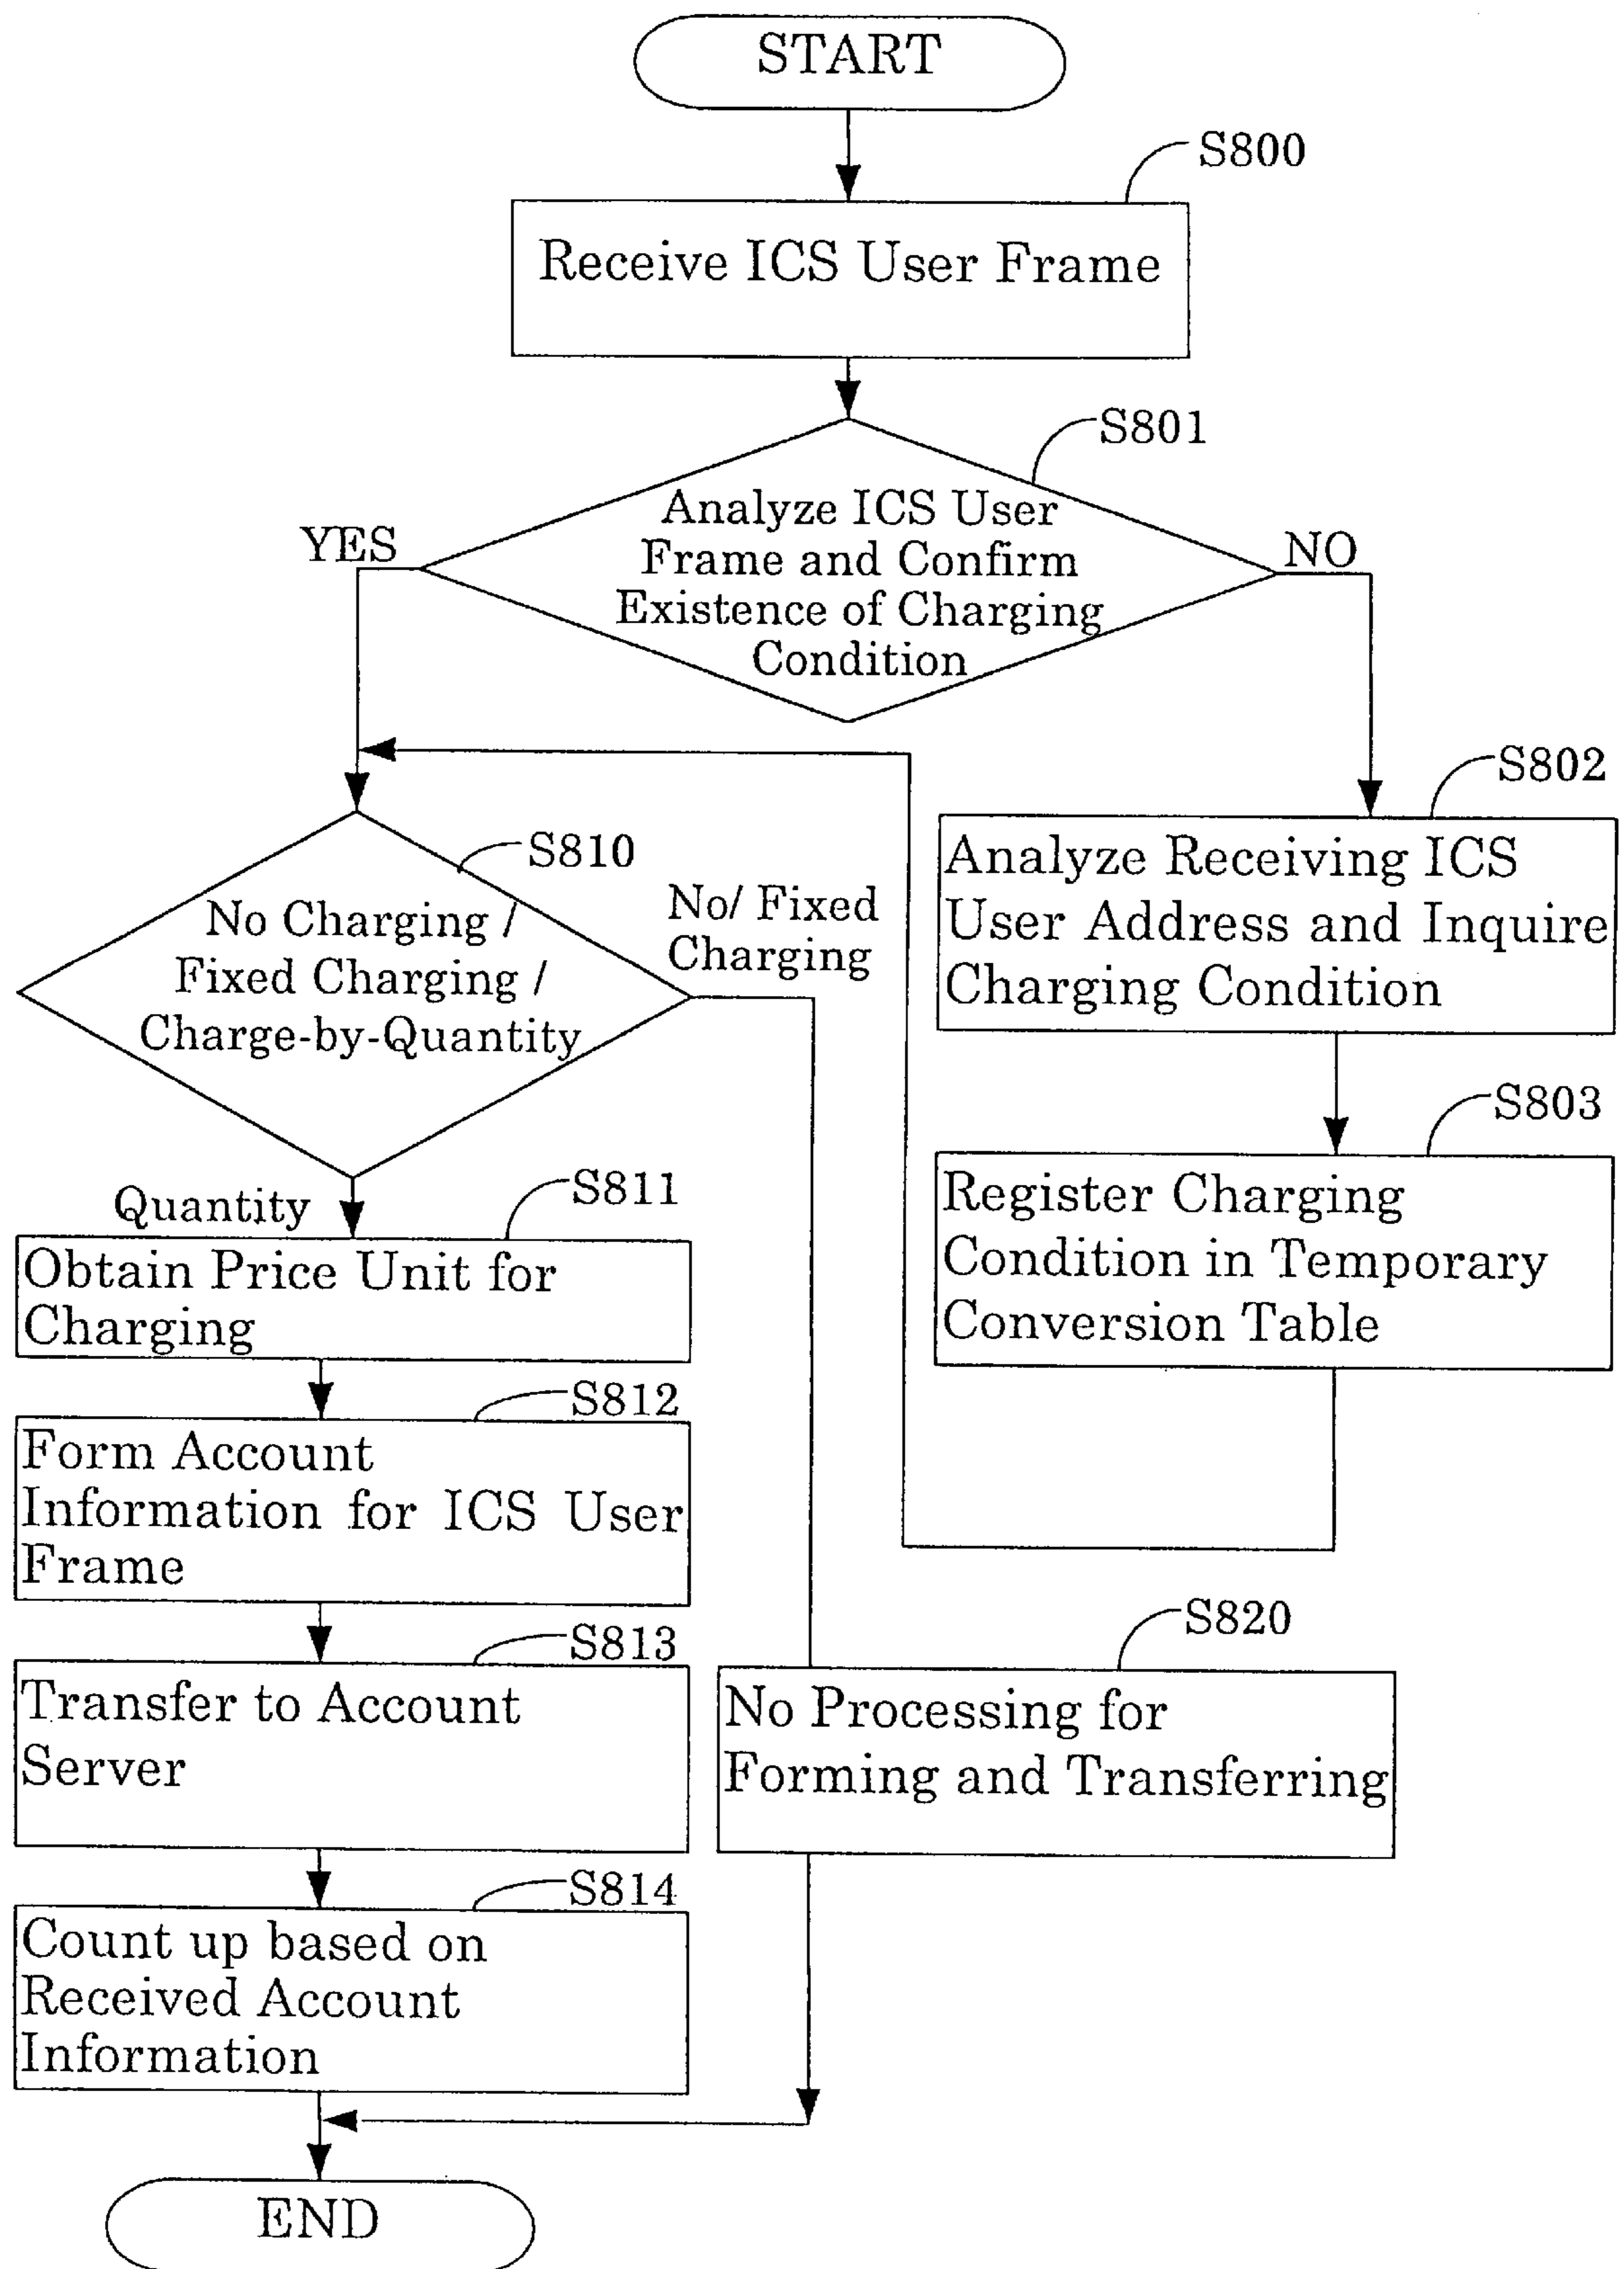 START
S800
Receive ICS User Frame
S801
Analyze ICS User
Frame and Confirm
Existence of Charging
Condition
YES
NO
S802
Analyze Receiving ICS
User Address and Inquire
Charging Condition
S803
Register Charging
Condition in Temporary
Conversion Table
S810
No Charging /
Fixed Charging /
Charge-by-Quantity
No/ Fixed
Charging
Quantity
S811
Obtain Price Unit for
Charging
S812
Form Account
Information for ICS User
Frame
S813
Transfer to Account
Server
S820
No Processing for
Forming and Transferring
S814
Count up based on
Received Account
Information
END